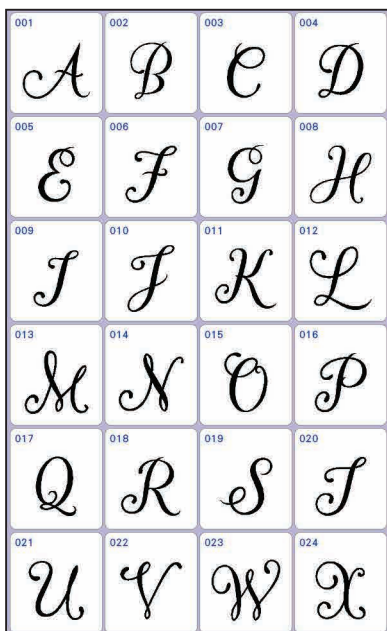 001 002 003 004
A B C D
005 006 007 008
E F G H
009 010 011 012
I J K L
013 014 015 016
M N O P
017 018 019 020
Q R S T
021 022 023 024
U V W X